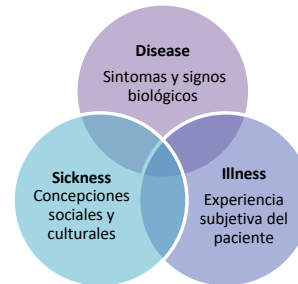 Disease
Sintomas y signos
biológicos
Sickness
Concepciones
sociales y
culturales
Illness
Experiencia
subjetiva del
paciente